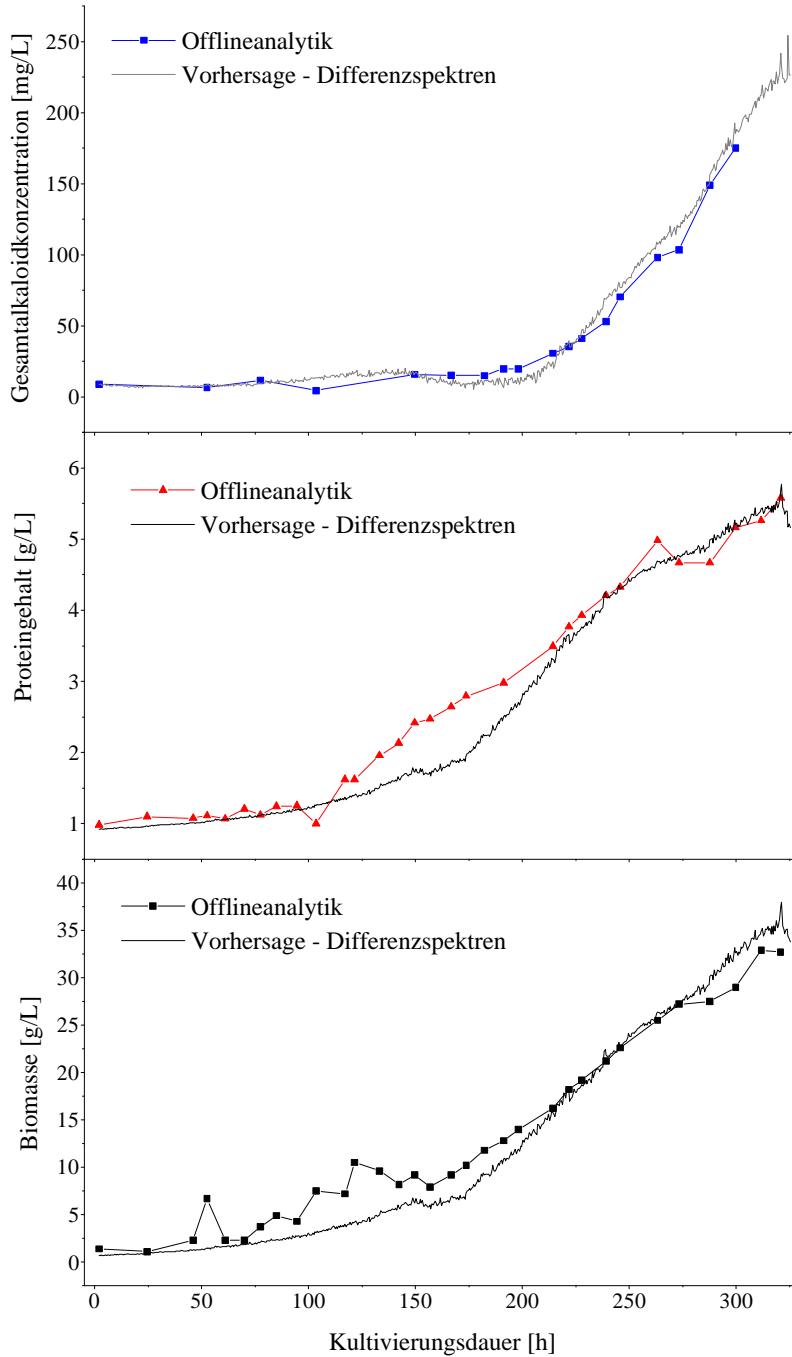 Gesamtalkaloidkonzentration [mg/L]
250
200
150
100
50
0
Offlineanalytik
Vorhersage - Differenzspektren
Proteingehalt [g/L]
6
5
4
3
2
1
Offlineanalytik
Vorhersage - Differenzspektren
Biomasse [g/L]
40
35
30
25
20
15
10
5
0
Offlineanalytik
Vorhersage - Differenzspektren
0 50 100 150 200 250 300
Kultivierungsdauer [h]